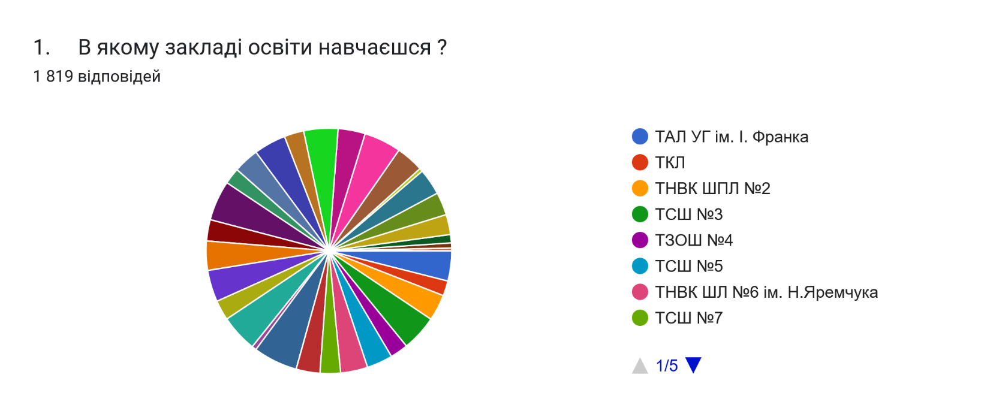 1. В якому закладі освіти навчаєшся ?
1 819 відповідей
ТАЛ УГ ім. І. Франка
ТКЛ
ТНВК ШПЛ №2
ТСШ №3
ТЗОШ №4
ТСШ №5
ТНВК ШЛ №6 ім. Н.Яремчука
ТСШ №7
1/5